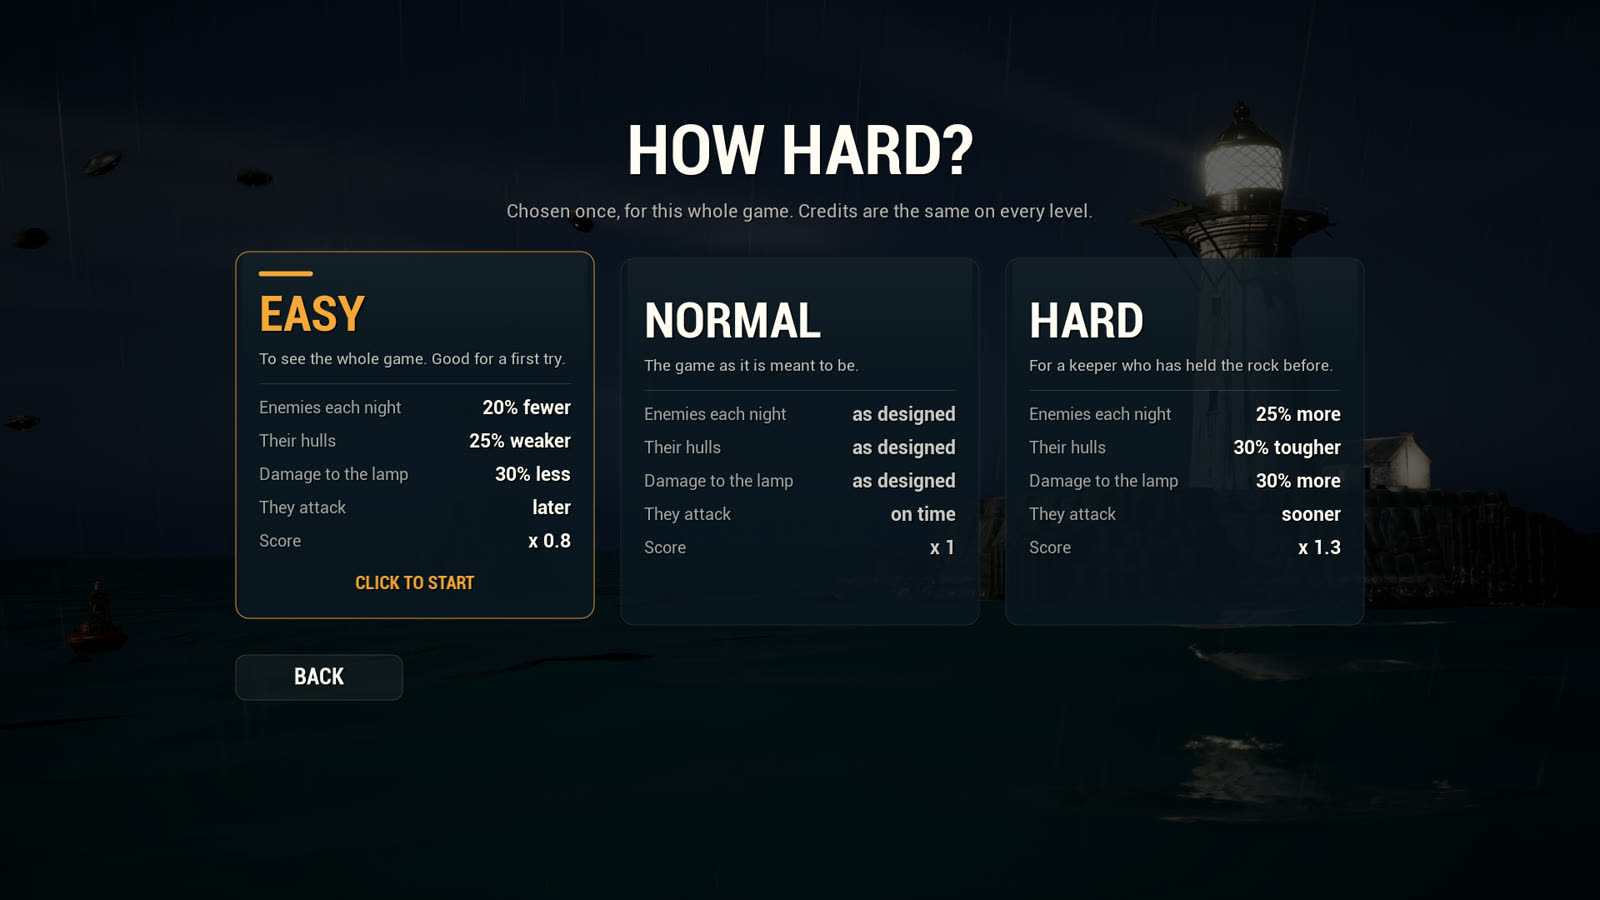 HOW HARD?
Chosen once, for this whole game. Credits are the same on every level.
EASY
To see the whole game. Good for a first try.
Enemies each night 20% fewer
Their hulls 25% weaker
Damage to the lamp 30% less
They attack later
Score x 0.8
CLICK TO START
NORMAL
The game as it is meant to be.
Enemies each night as designed
Their hulls as designed
Damage to the lamp as designed
They attack on time
Score x 1
HARD
For a keeper who has held the rock before.
Enemies each night 25% more
Their hulls 30% tougher
Damage to the lamp 30% more
They attack sooner
Score x 1.3
BACK